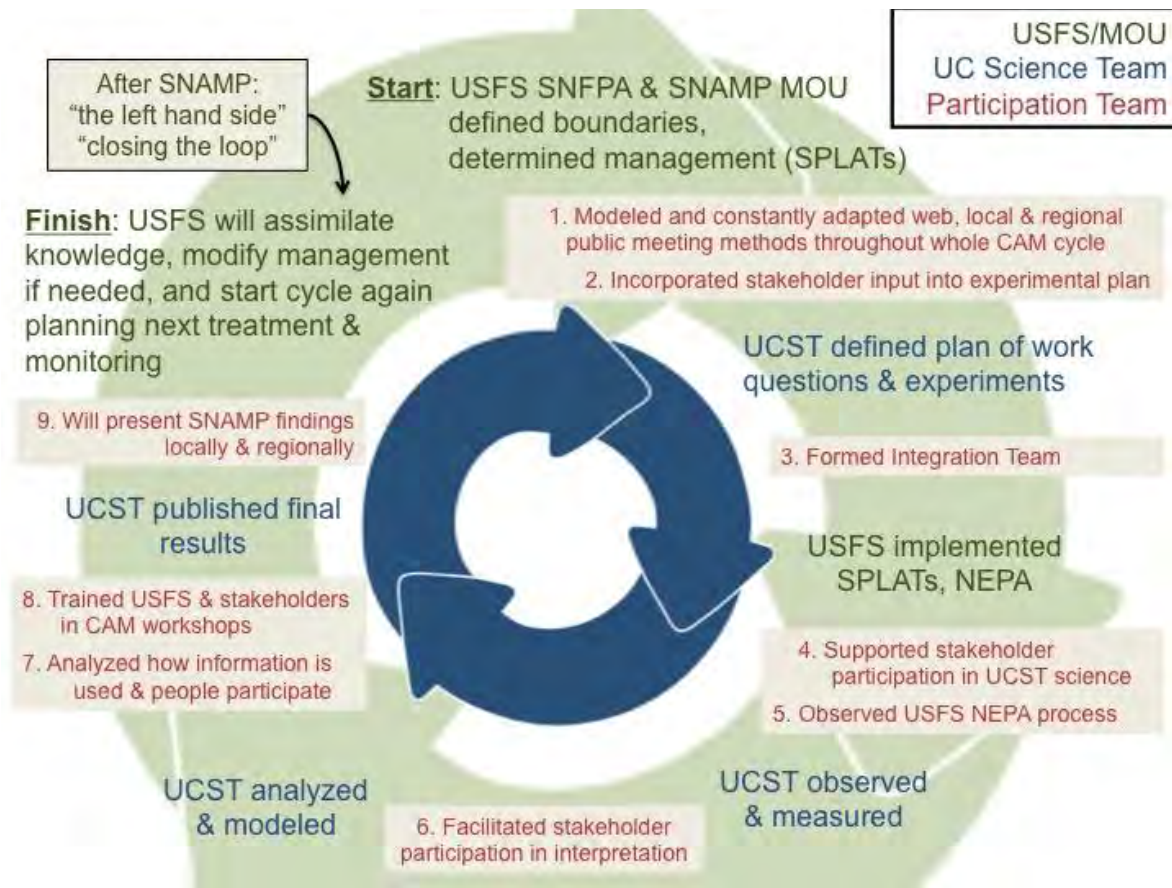 USFS/MOU
UC Science Team
Participation Team
After SNAMP:
“the left hand side”
“closing the loop”
Start: USFS SNFPA & SNAMP MOU
defined boundaries,
determined management (SPLATs)
1. Modeled and constantly adapted web, local & regional
public meeting methods throughout whole CAM cycle
2. Incorporated stakeholder input into experimental plan
UCST defined plan of work
questions & experiments
3. Formed Integration Team
USFS implemented
SPLATs, NEPA
4. Supported stakeholder
participation in UCST science
5. Observed USFS NEPA process
UCST observed
& measured
6. Facilitated stakeholder
participation in interpretation
UCST analyzed
& modeled
7. Analyzed how information is
used & people participate
8. Trained USFS & stakeholders
in CAM workshops
UCST published final
results
9. Will present SNAMP findings
locally & regionally
Finish: USFS will assimilate
knowledge, modify management
if needed, and start cycle again
planning next treatment &
monitoring